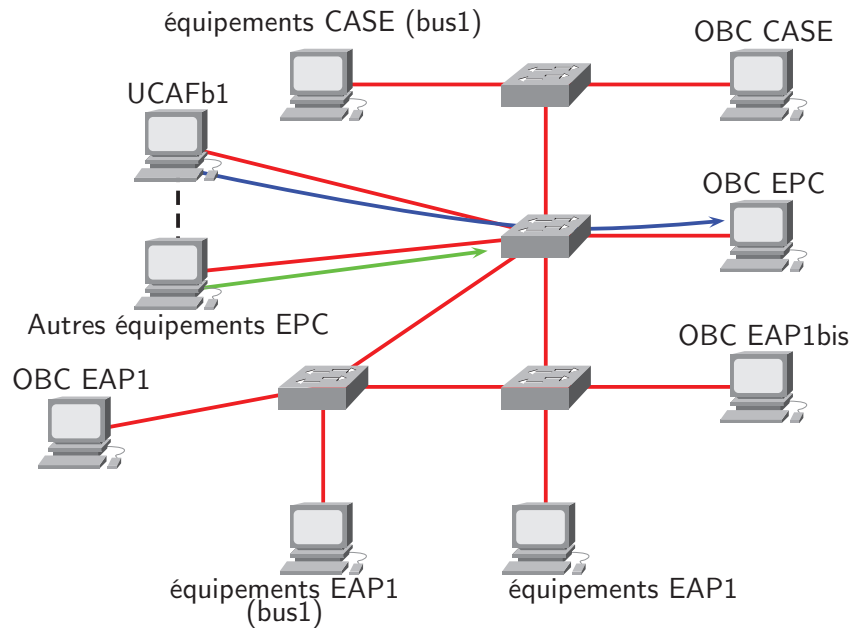 équipements CASE (bus1)
OBC CASE
UCAFb1
OBC EPC
Autres équipements EPC
OBC EAP1bis
OBC EAP1
équipements EAP1
(bus1)
équipements EAP1